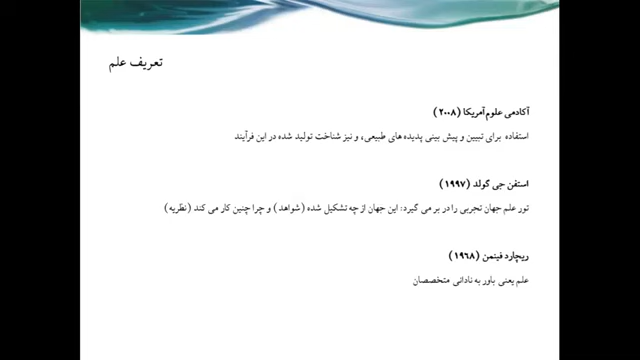 تعریف علم
آکادمی علوم آمریکا (۲۰۰۸)
استفاده برای تبیین و پیش بینی پدیده های طبیعی، و نیز شناخت تولید شده در این فرآیند
استفن جی گولد (۱۹۹۷)
تور علم جهان تجربی را در بر می گیرد: این جهان از چه تشکیل شده (شواهد) و چرا چنین کار می کند (نظریه)
ریچارد فینمن (۱۹۶۸)
علم یعنی باور به نادانی متخصصان